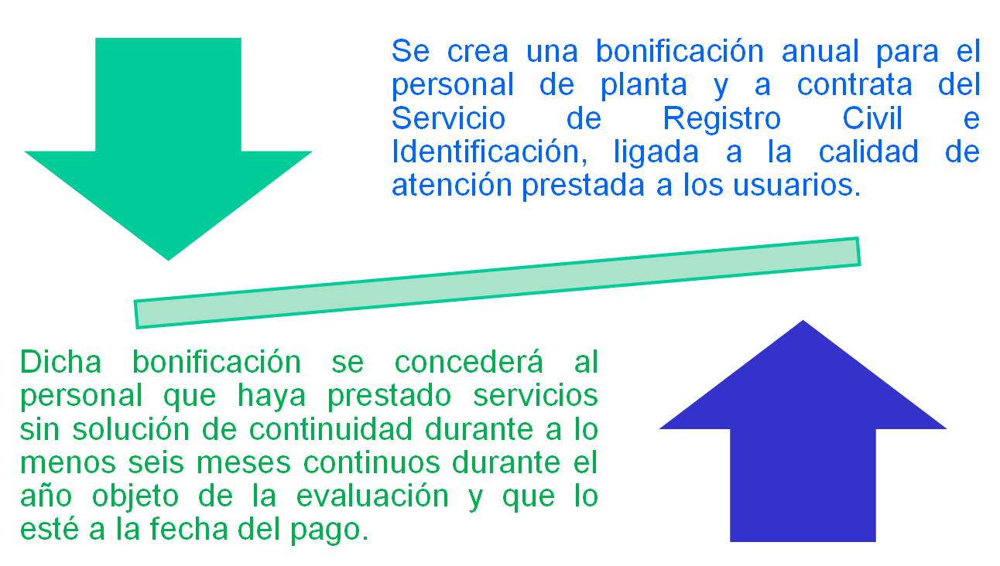 Se crea una bonificación anual para el
personal de planta y a contrata del
Servicio de Registro Civil e
Identificación, ligada a la calidad de
atención prestada a los usuarios.
Dicha bonificación se concederá al
personal que haya prestado servicios
sin solución de continuidad durante a lo
menos seis meses continuos durante el
año objeto de la evaluación y que lo
esté a la fecha del pago.